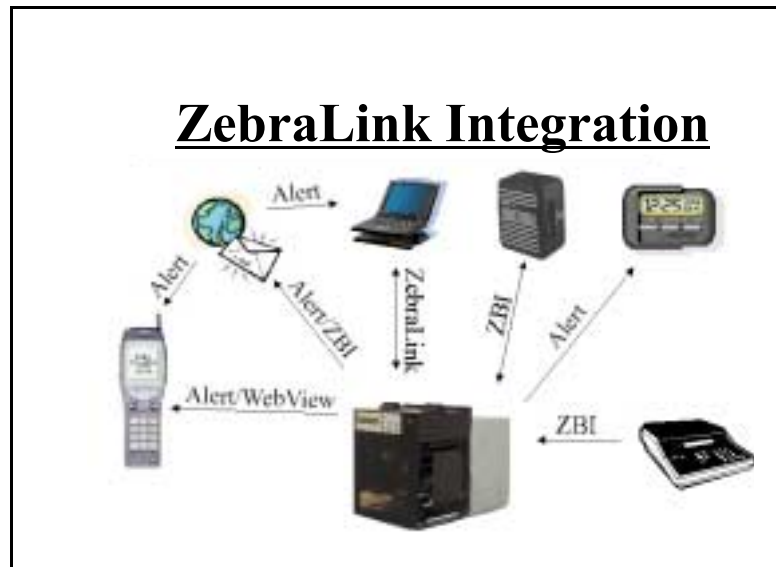 ZebraLink Integration
Alert
Alert
Alert/ZBI
ZebraLink
ZBI
Alert
Alert/WebView
ZBI